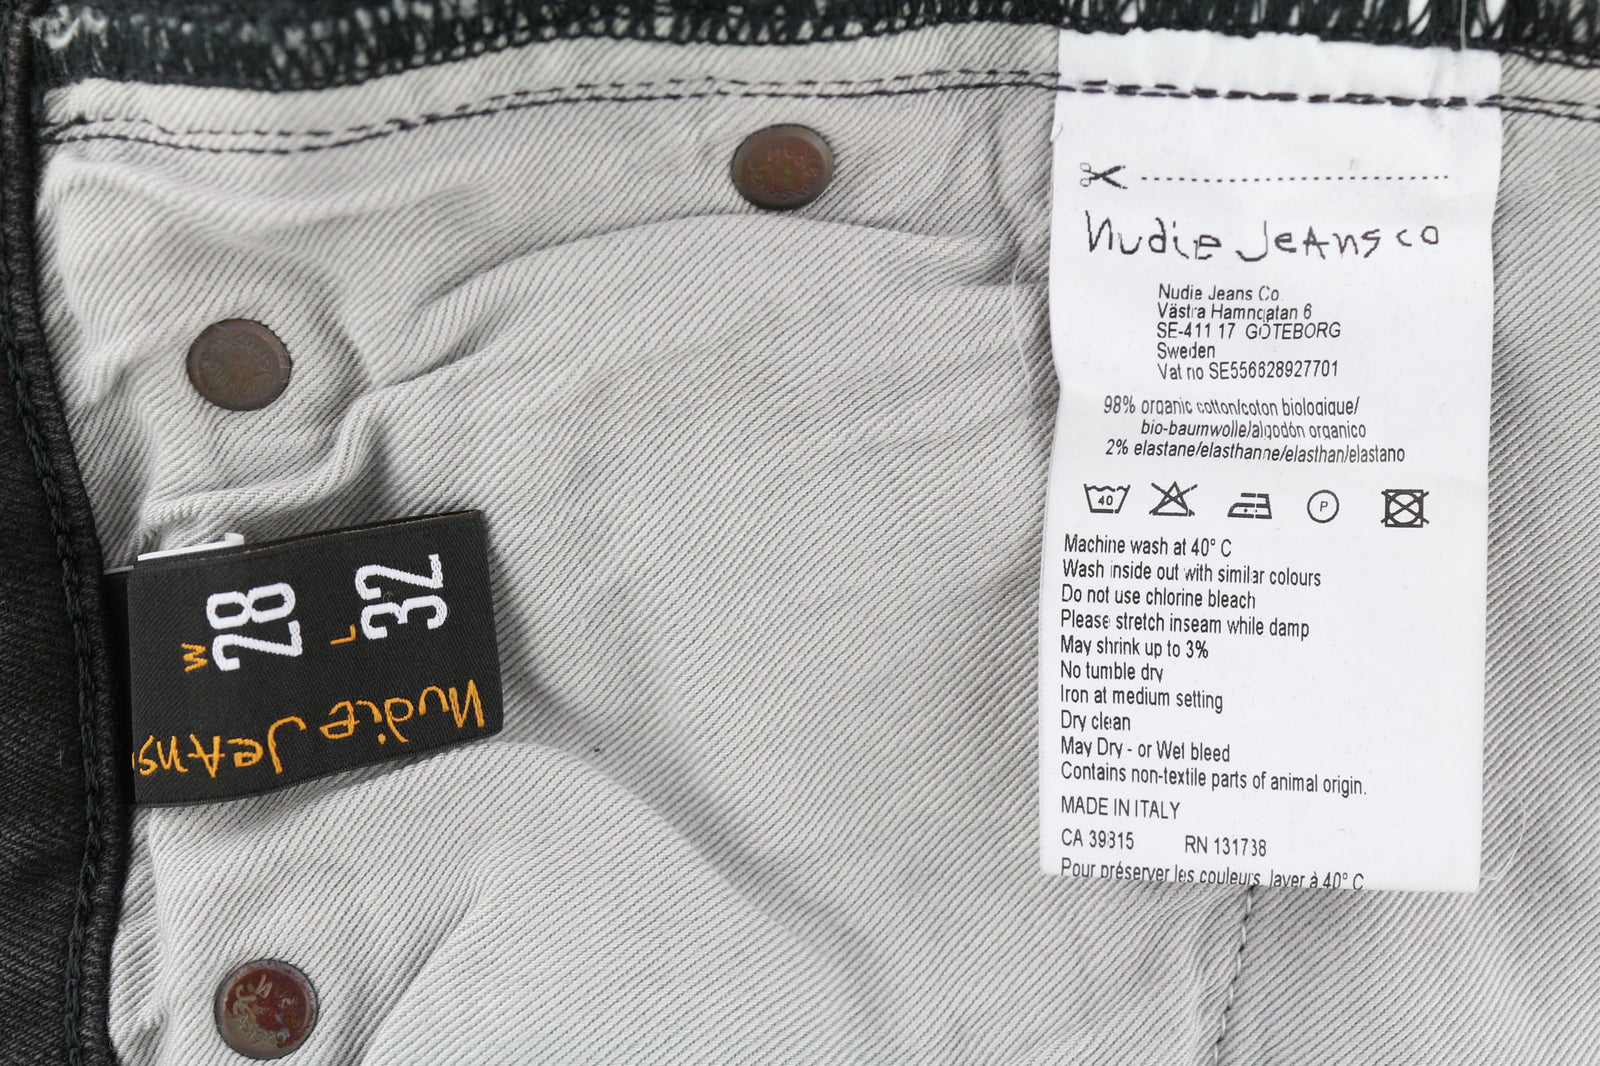 nudie Jeans co
Nudie Jeans Co.
Västra Hamngatan 6
SE-411 17 GÖTEBORG
Sweden
Vat no SE556628927701
98% organic cotton/coton biologique/
bio-baumwolle/algodón organico
2% elastane/elasthanne/elasthan/elastano
40 P
Machine wash at 40° C
Wash inside out with similar colours
Do not use chlorine bleach
Please stretch inseam while damp
May shrink up to 3%
No tumble dry
Iron at medium setting
Dry clean
May Dry - or Wet bleed
Contains non-textile parts of animal origin.
MADE IN ITALY
CA 39815 RN 131738
Pour préserver les couleurs, laver à 40° C
W 28
L 32
nudie Jeans